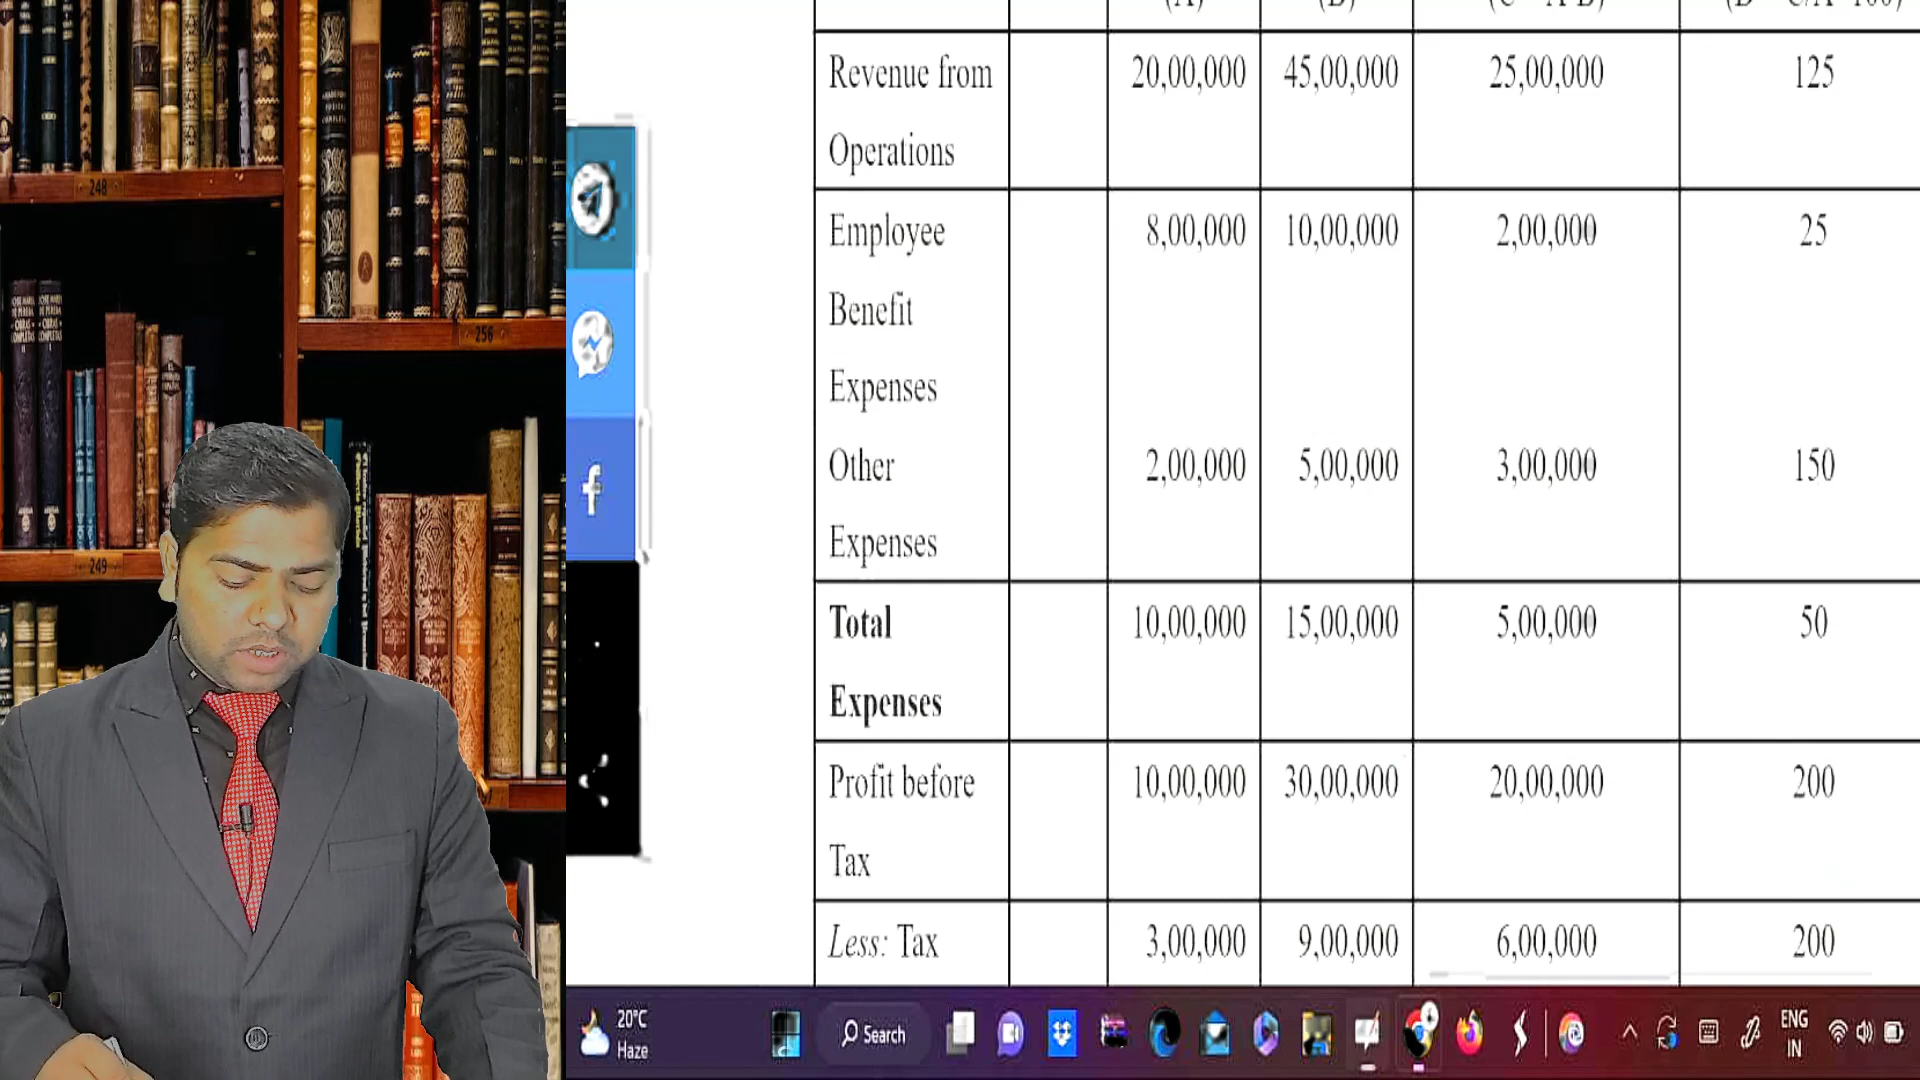 248
256
249
Revenue from 20,00,000 45,00,000 25,00,000 125
Operations
Employee 8,00,000 10,00,000 2,00,000 25
Benefit
Expenses
Other 2,00,000 5,00,000 3,00,000 150
Expenses
Total 10,00,000 15,00,000 5,00,000 50
Expenses
Profit before 10,00,000 30,00,000 20,00,000 200
Tax
Less: Tax 3,00,000 9,00,000 6,00,000 200
20°C
Haze
Search
ENG
IN